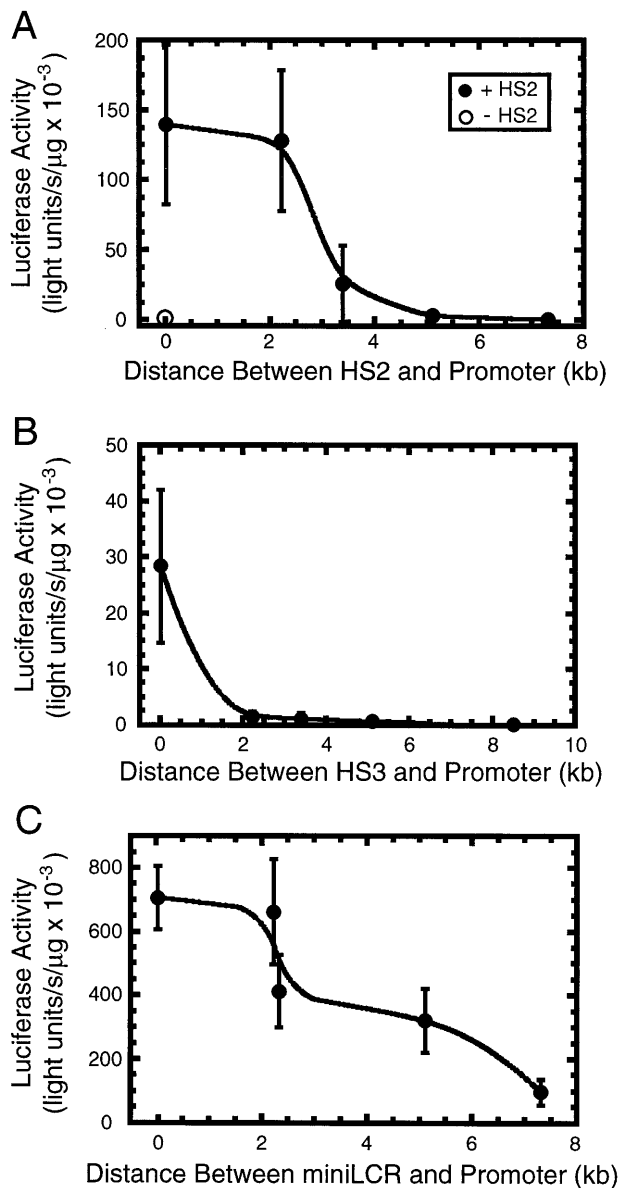 A
Luciferase Activity
(light units/s/µg x 10⁻³)
200
150
100
50
0
+ HS2
- HS2
0 2 4 6 8
Distance Between HS2 and Promoter (kb)
B
Luciferase Activity
(light units/s/µg x 10⁻³)
50
40
30
20
10
0
0 2 4 6 8 10
Distance Between HS3 and Promoter (kb)
C
Luciferase Activity
(light units/s/µg x 10⁻³)
800
600
400
200
0
0 2 4 6 8
Distance Between miniLCR and Promoter (kb)